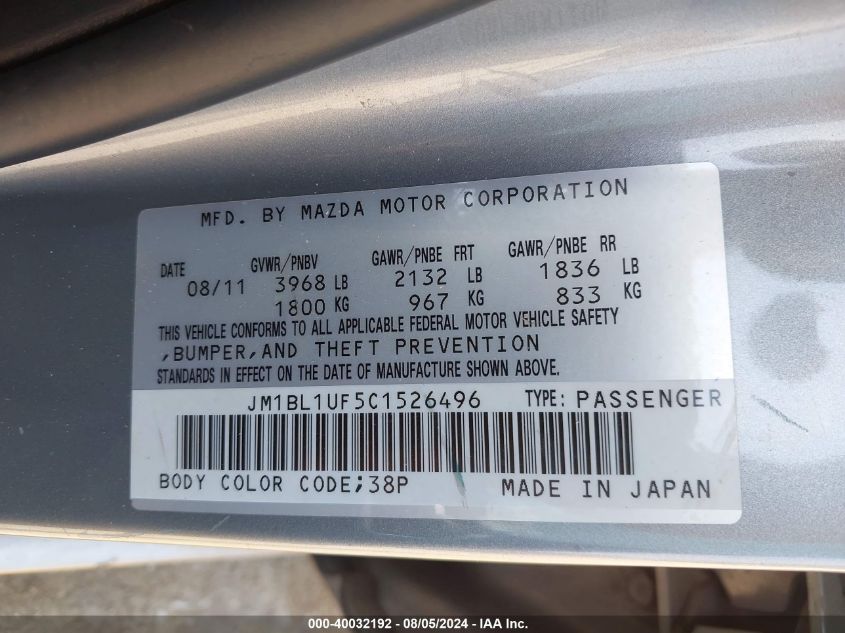 MFD. BY MAZDA MOTOR CORPORATION
DATE GVWR/PNBV GAWR/PNBE FRT GAWR/PNBE RR
08/11 3968 LB 2132 LB 1836 LB
1800 KG 967 KG 833 KG
THIS VEHICLE CONFORMS TO ALL APPLICABLE FEDERAL MOTOR VEHICLE SAFETY
,BUMPER,AND THEFT PREVENTION
STANDARDS IN EFFECT ON THE DATE OF MANUFACTURE SHOWN ABOVE.
JM1BL1UF5C1526496 TYPE: PASSENGER
BODY COLOR CODE;38P MADE IN JAPAN
000-40032192 - 08/05/2024 - IAA Inc.